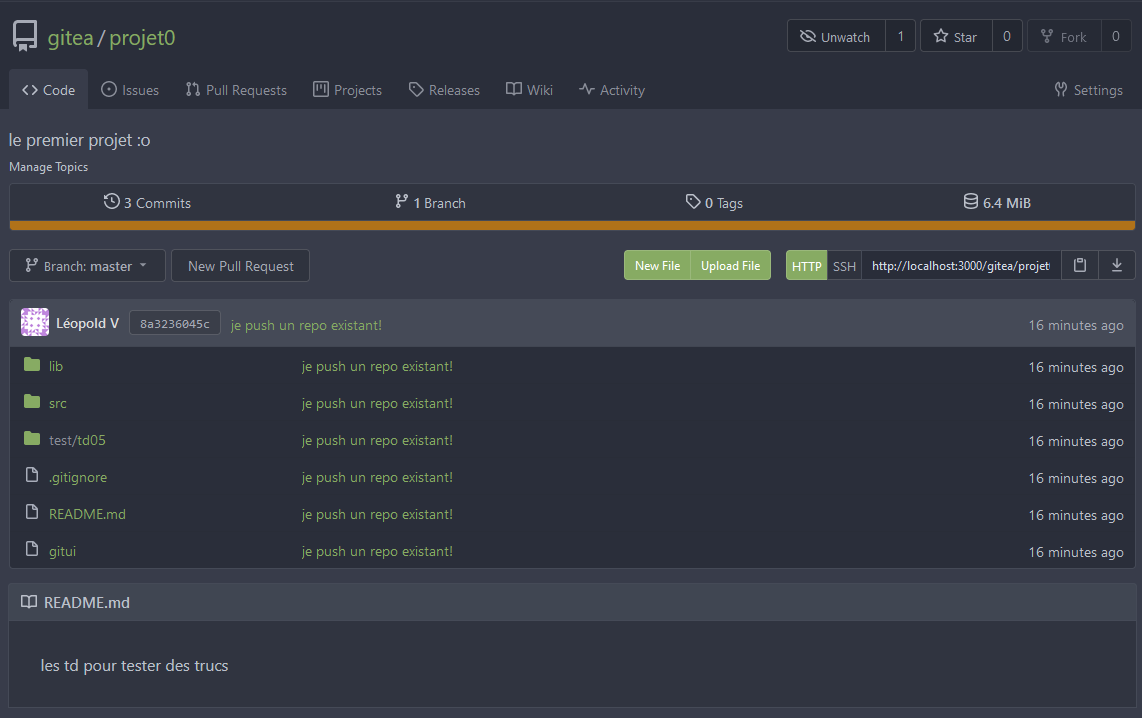 gitea / projet0
Unwatch 1 Star 0 Fork 0
Code Issues Pull Requests Projects Releases Wiki Activity Settings
le premier projet :o
Manage Topics
3 Commits 1 Branch 0 Tags 6.4 MiB
Branch: master New Pull Request New File Upload File HTTP SSH http://localhost:3000/gitea/projet
Léopold V 8a3236045c je push un repo existant! 16 minutes ago
lib je push un repo existant! 16 minutes ago
src je push un repo existant! 16 minutes ago
test/td05 je push un repo existant! 16 minutes ago
.gitignore je push un repo existant! 16 minutes ago
README.md je push un repo existant! 16 minutes ago
gitui je push un repo existant! 16 minutes ago
README.md
les td pour tester des trucs